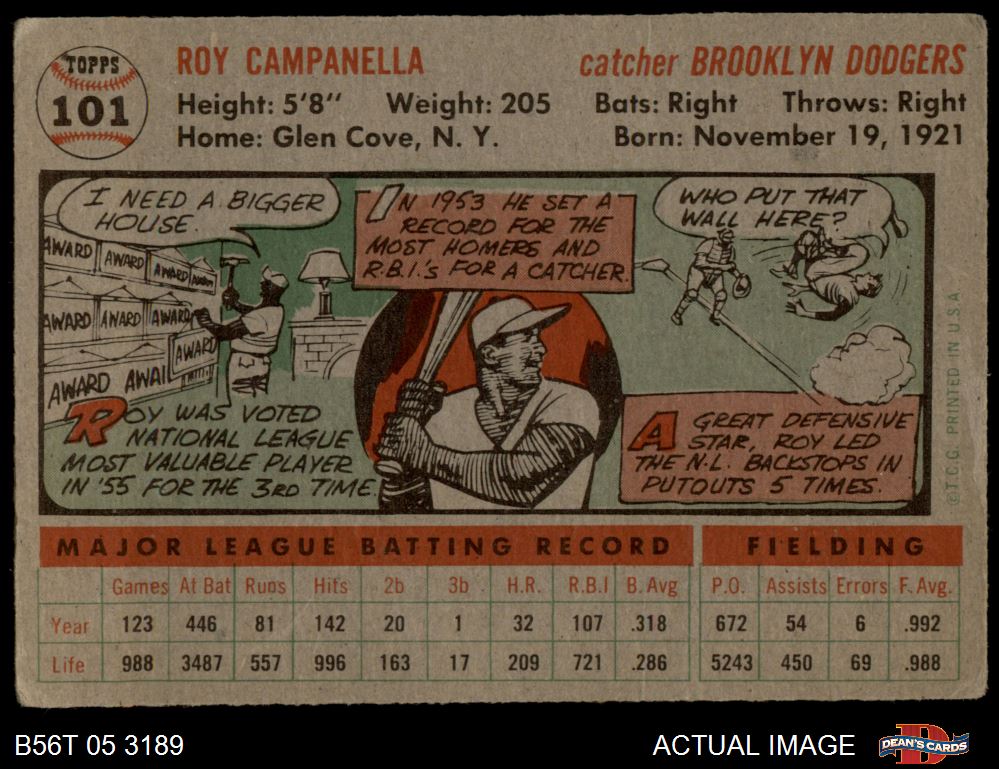 TOPPS
101
ROY CAMPANELLA
catcher BROOKLYN DODGERS
Height: 5'8" Weight: 205 Bats: Right Throws: Right
Home: Glen Cove, N. Y. Born: November 19, 1921
I NEED A BIGGER
HOUSE.
AWARD AWARD AWARD AWARD
AWARD AWARD AWARD
AWARD
AWARD AWAR
ROY WAS VOTED
NATIONAL LEAGUE
MOST VALUABLE PLAYER
IN '55 FOR THE 3RD TIME.
IN 1953 HE SET A
RECORD FOR THE
MOST HOMERS AND
R.B.I.'S FOR A CATCHER.
WHO PUT THAT
WALL HERE?
A GREAT DEFENSIVE
STAR, ROY LED
THE N.L. BACKSTOPS IN
PUTOUTS 5 TIMES.
©T.C.G. PRINTED IN U.S.A.
MAJOR LEAGUE BATTING RECORD FIELDING
Games At Bat Runs Hits 2b 3b H.R. R.B.I B. Avg P.O. Assists Errors F. Avg.
Year 123 446 81 142 20 1 32 107 .318 672 54 6 .992
Life 988 3487 557 996 163 17 209 721 .286 5243 450 69 .988
B56T 05 3189
ACTUAL IMAGE
DEAN'S CARDS